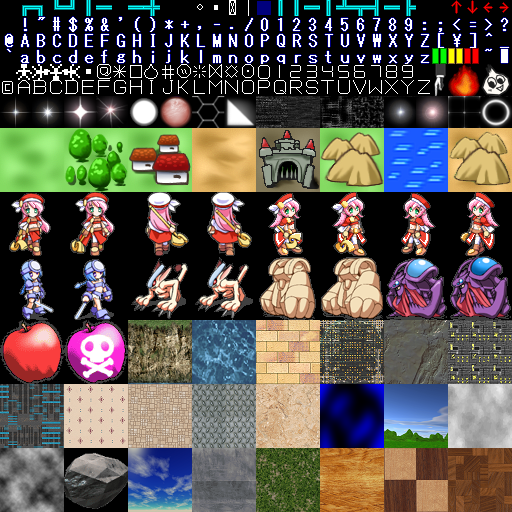 !"#$%&'()*+,-./0123456789:;<=>?
@ABCDEFGHIJKLMNOPQRSTUVWXYZ[¥]^_
`abcdefghijklmnopqrstuvwxyz
0123456789
©ABCDEFGHIJKLMNOPQRSTUVWXYZ